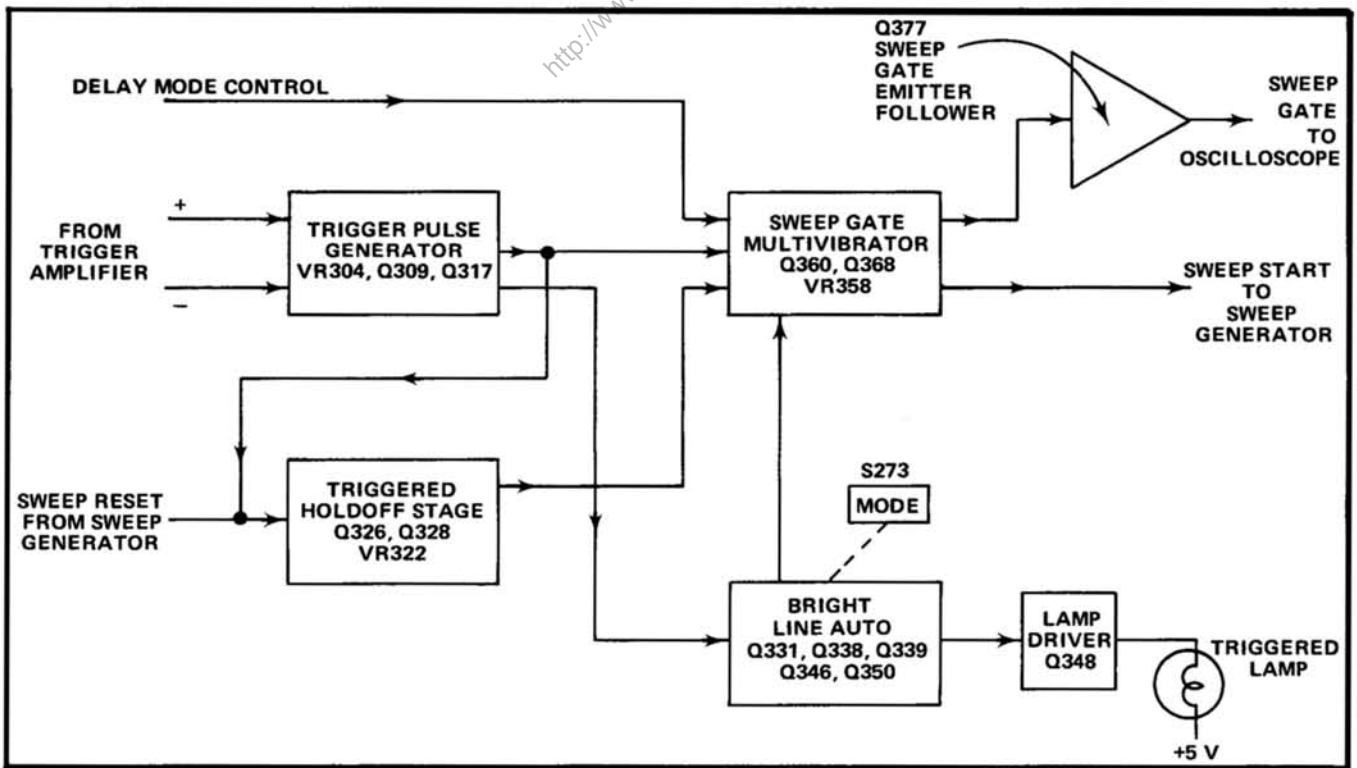 http://www.
Q377
SWEEP
GATE
EMITTER
FOLLOWER
DELAY MODE CONTROL
SWEEP
GATE
TO
OSCILLOSCOPE
+
FROM
TRIGGER
AMPLIFIER
−
TRIGGER PULSE
GENERATOR
VR304, Q309, Q317
SWEEP GATE
MULTIVIBRATOR
Q360, Q368
VR358
SWEEP START
TO
SWEEP
GENERATOR
SWEEP RESET
FROM SWEEP
GENERATOR
TRIGGERED
HOLDOFF STAGE
Q326, Q328
VR322
S273
MODE
BRIGHT
LINE AUTO
Q331, Q338, Q339
Q346, Q350
LAMP
DRIVER
Q348
TRIGGERED
LAMP
+5 V